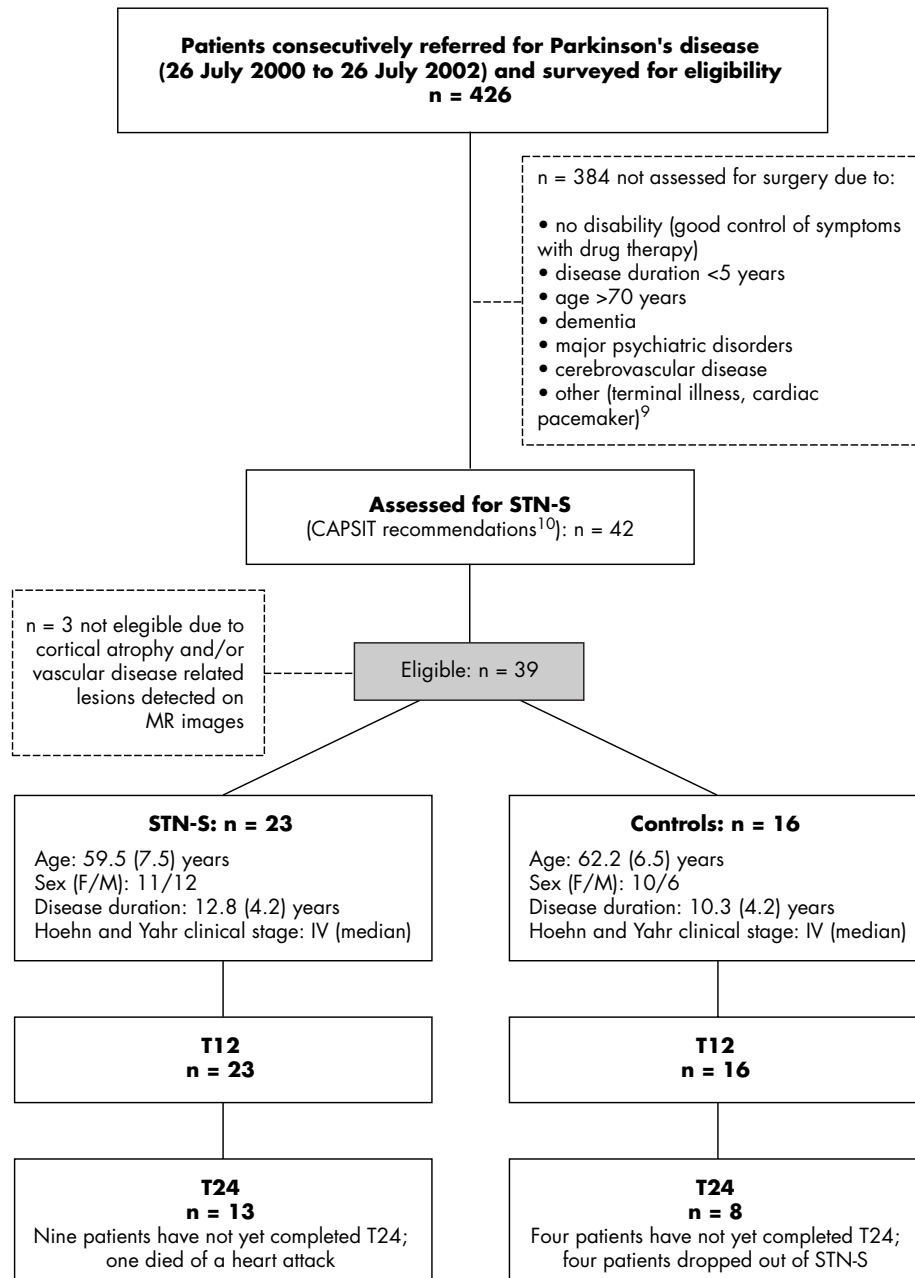 Patients consecutively referred for Parkinson's disease
(26 July 2000 to 26 July 2002) and surveyed for eligibility
n = 426
n = 384 not assessed for surgery due to:
• no disability (good control of symptoms
with drug therapy)
• disease duration <5 years
• age >70 years
• dementia
• major psychiatric disorders
• cerebrovascular disease
• other (terminal illness, cardiac
pacemaker)⁹
Assessed for STN-S
(CAPSIT recommendations¹⁰): n = 42
n = 3 not elegible due to
cortical atrophy and/or
vascular disease related
lesions detected on
MR images
Eligible: n = 39
STN-S: n = 23
Age: 59.5 (7.5) years
Sex (F/M): 11/12
Disease duration: 12.8 (4.2) years
Hoehn and Yahr clinical stage: IV (median)
Controls: n = 16
Age: 62.2 (6.5) years
Sex (F/M): 10/6
Disease duration: 10.3 (4.2) years
Hoehn and Yahr clinical stage: IV (median)
T12
n = 23
T12
n = 16
T24
n = 13
Nine patients have not yet completed T24;
one died of a heart attack
T24
n = 8
Four patients have not yet completed T24;
four patients dropped out of STN-S